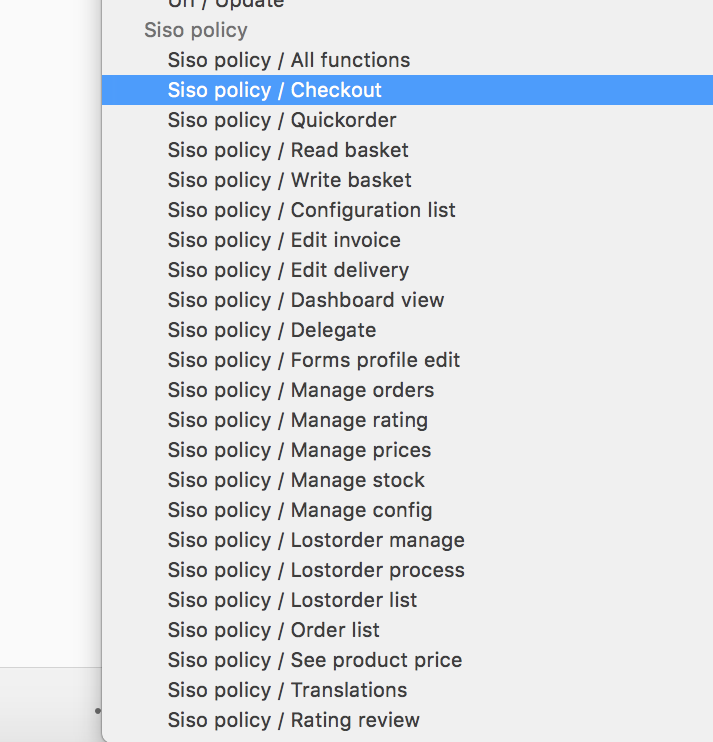 Url / Update
Siso policy
Siso policy / All functions
Siso policy / Checkout
Siso policy / Quickorder
Siso policy / Read basket
Siso policy / Write basket
Siso policy / Configuration list
Siso policy / Edit invoice
Siso policy / Edit delivery
Siso policy / Dashboard view
Siso policy / Delegate
Siso policy / Forms profile edit
Siso policy / Manage orders
Siso policy / Manage rating
Siso policy / Manage prices
Siso policy / Manage stock
Siso policy / Manage config
Siso policy / Lostorder manage
Siso policy / Lostorder process
Siso policy / Lostorder list
Siso policy / Order list
Siso policy / See product price
Siso policy / Translations
Siso policy / Rating review